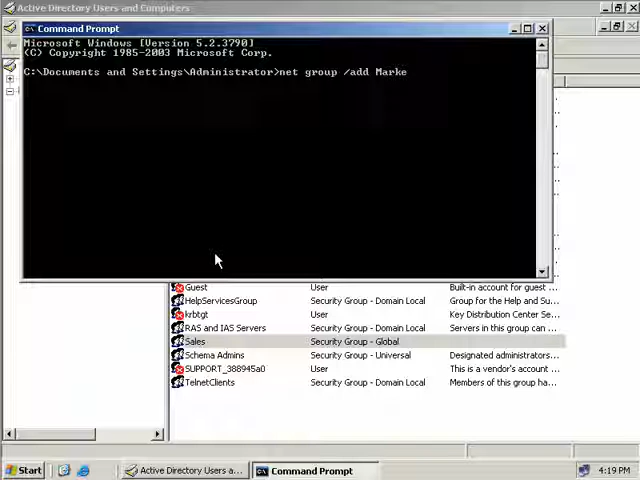 Active Directory Users and Computers
Command Prompt
Microsoft Windows [Version 5.2.3790]
(C) Copyright 1985-2003 Microsoft Corp.
C:\Documents and Settings\Administrator>net group /add Marke
Guest User Built-in account for guest ...
HelpServicesGroup Security Group - Domain Local Group for the Help and Su...
krbtgt User Key Distribution Center Se...
RAS and IAS Servers Security Group - Domain Local Servers in this group can ...
Sales Security Group - Global
Schema Admins Security Group - Universal Designated administrators...
SUPPORT_388945a0 User This is a vendor's account ...
TelnetClients Security Group - Domain Local Members of this group ha...
Start Active Directory Users a... Command Prompt 4:19 PM